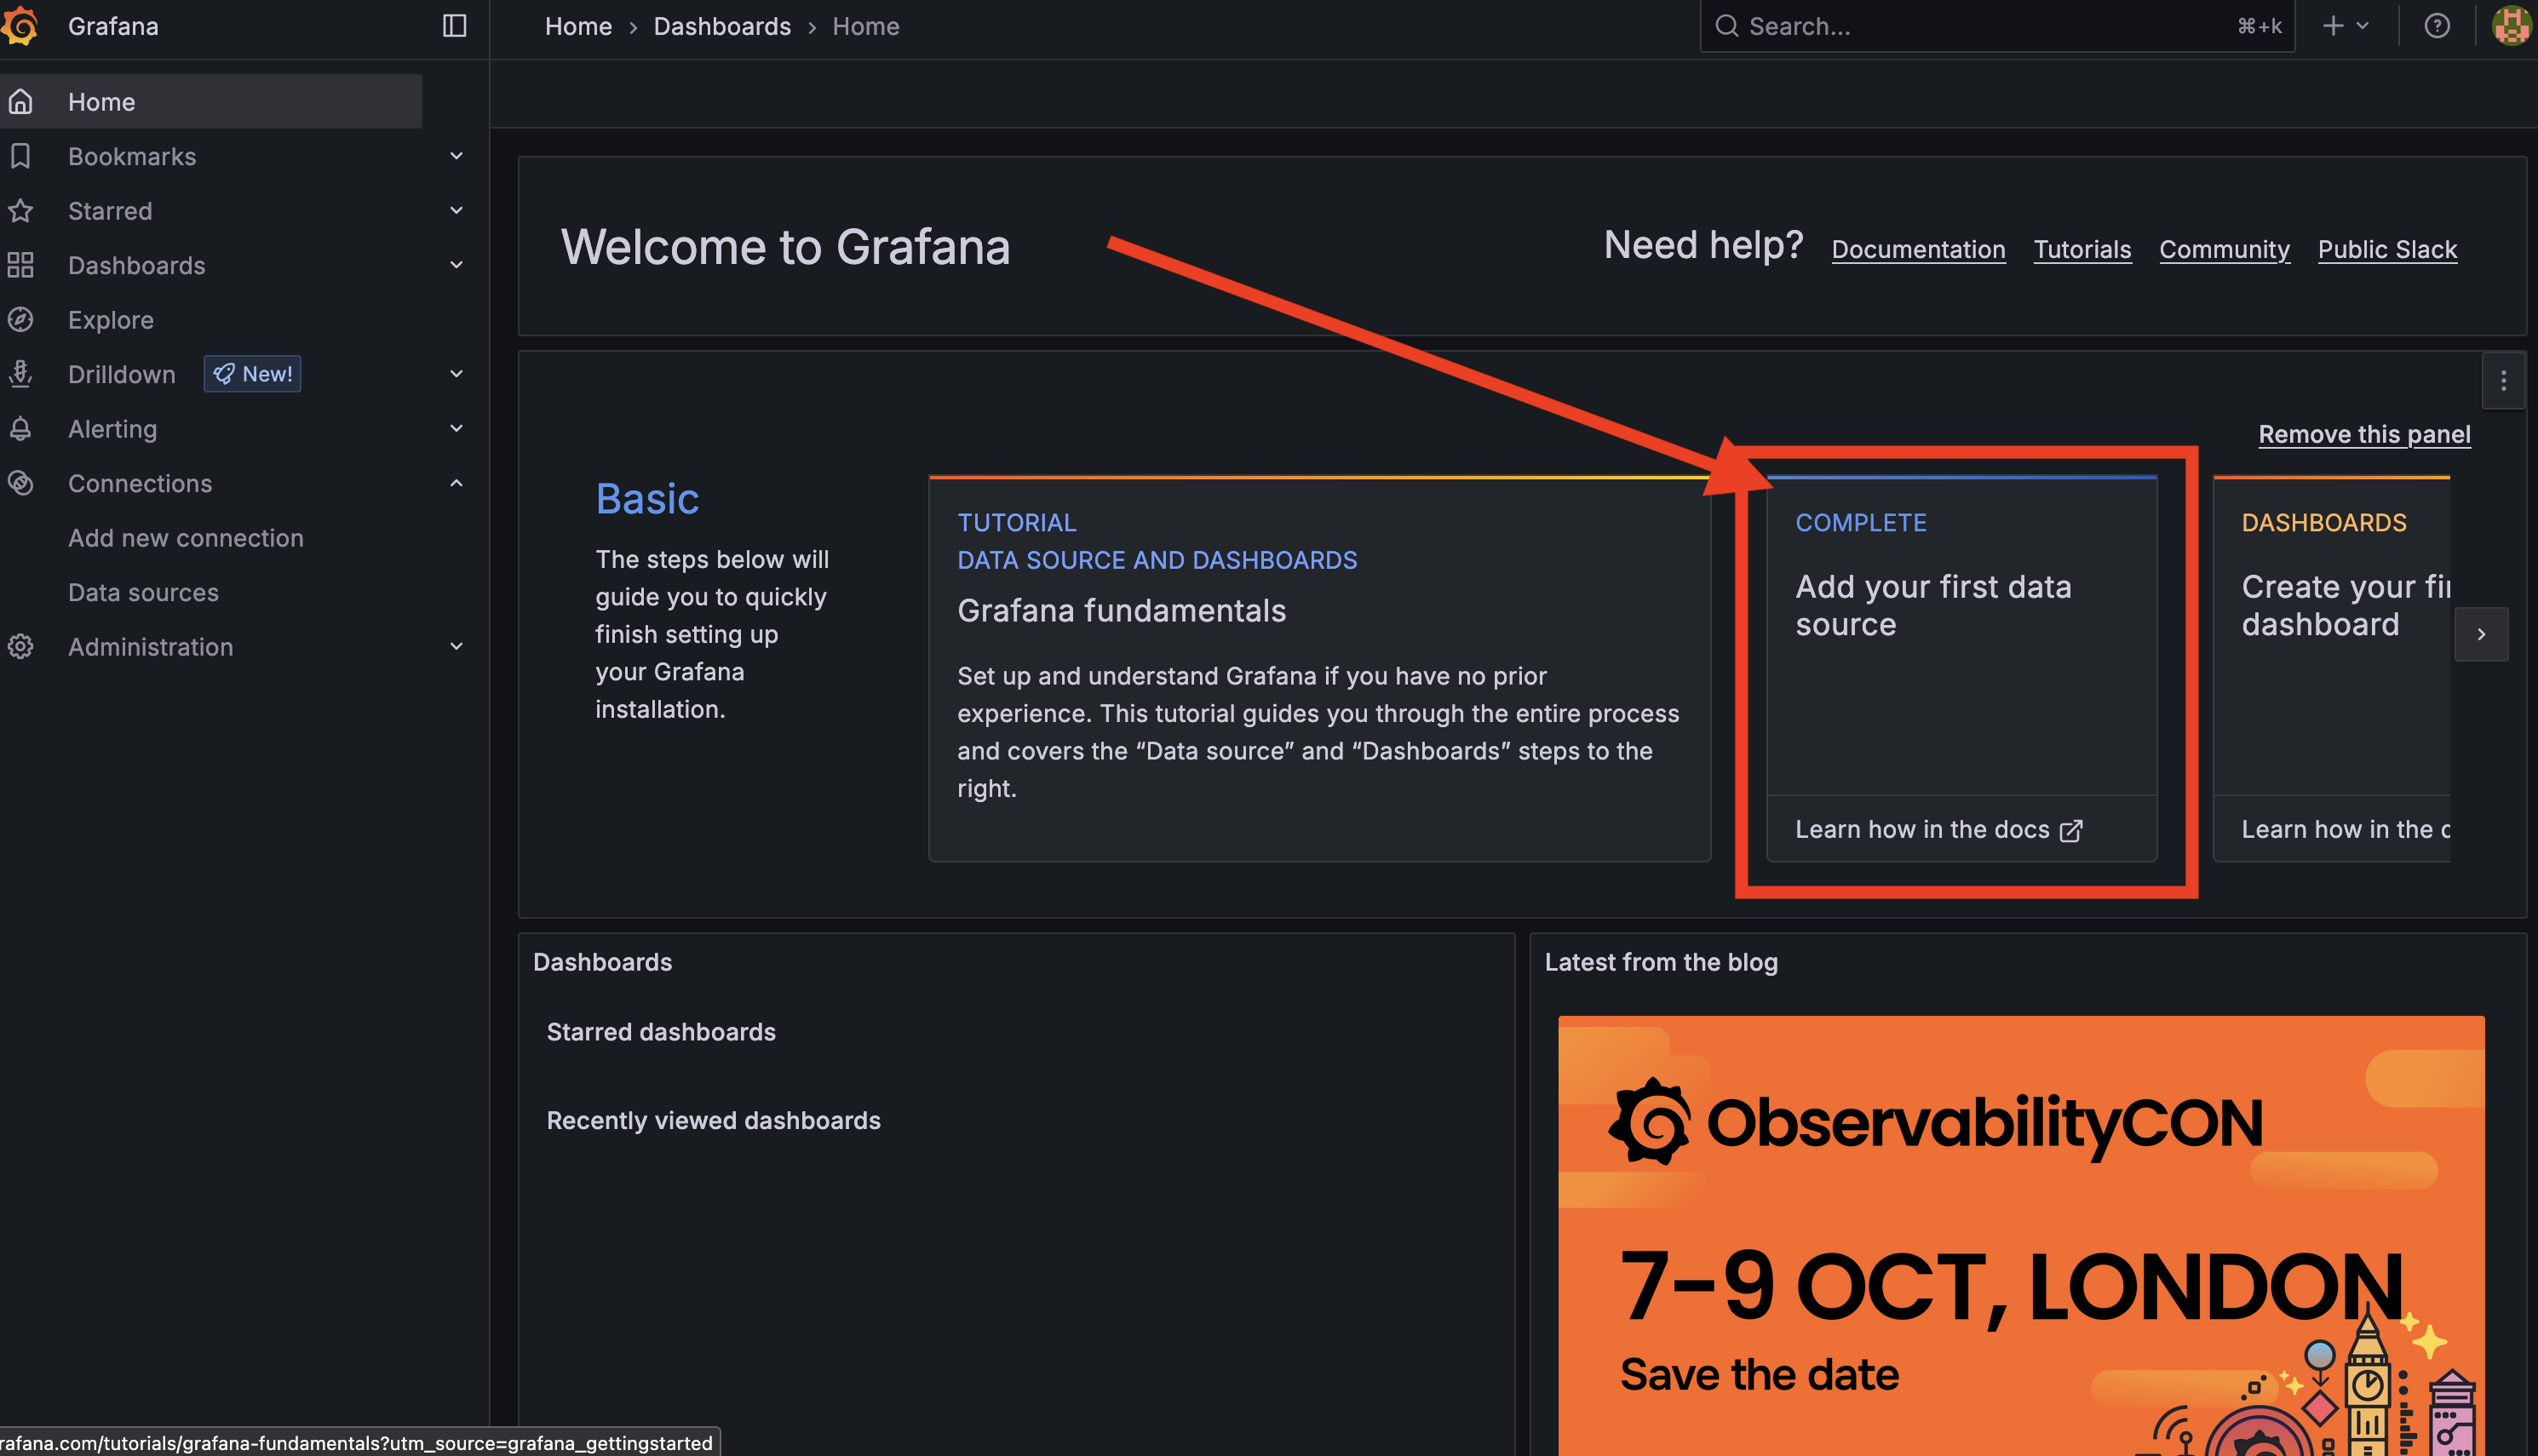 Grafana
Home
Dashboards
Home
Search...
⌘+k
Home
Bookmarks
Starred
Dashboards
Explore
Drilldown
New!
Alerting
Connections
Add new connection
Data sources
Administration
Welcome to Grafana
Need help?
Documentation
Tutorials
Community
Public Slack
Remove this panel
Basic
The steps below will
guide you to quickly
finish setting up
your Grafana
installation.
TUTORIAL
DATA SOURCE AND DASHBOARDS
Grafana fundamentals
Set up and understand Grafana if you have no prior
experience. This tutorial guides you through the entire process
and covers the “Data source” and “Dashboards” steps to the
right.
COMPLETE
Add your first data
source
Learn how in the docs
DASHBOARDS
Create your
dashboard
Learn how in the
Dashboards
Starred dashboards
Recently viewed dashboards
Latest from the blog
ObservabilityCON
7–9 OCT, LONDON
Save the date
rafana.com/tutorials/grafana-fundamentals?utm_source=grafana_gettingstarted